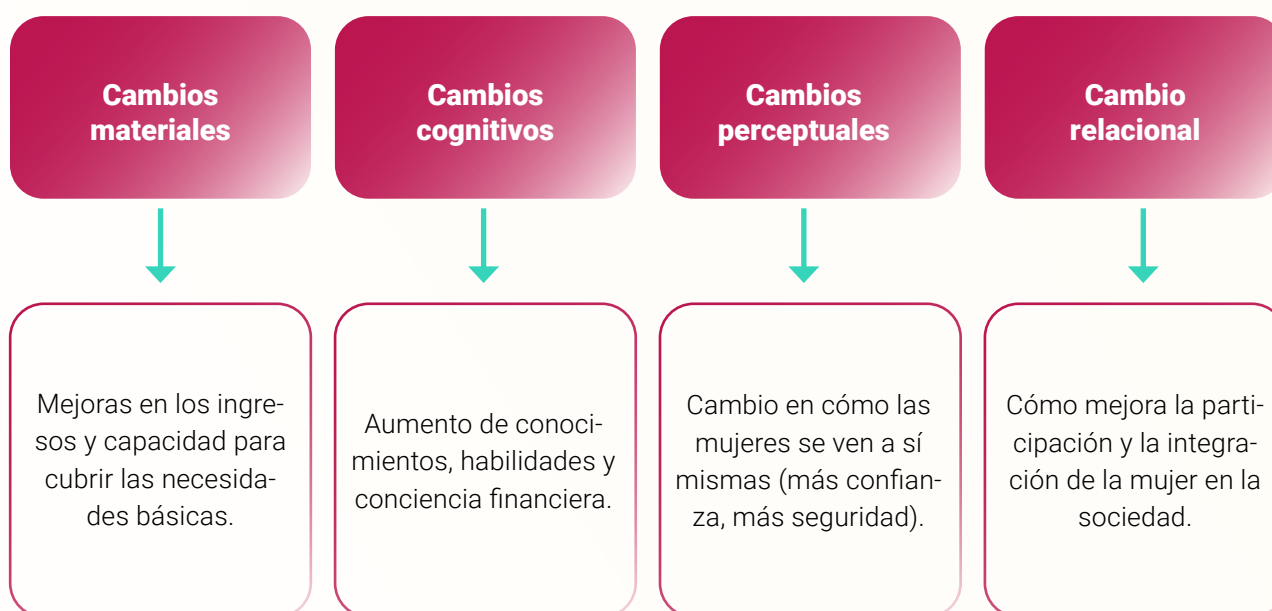 Cambios
materiales
Cambios
cognitivos
Cambios
perceptuales
Cambio
relacional
Mejoras en los ingre-
sos y capacidad para
cubrir las necesida-
des básicas.
Aumento de conoci-
mientos, habilidades y
conciencia financiera.
Cambio en cómo las
mujeres se ven a sí
mismas (más confian-
za, más seguridad).
Cómo mejora la parti-
cipación y la integra-
ción de la mujer en la
sociedad.